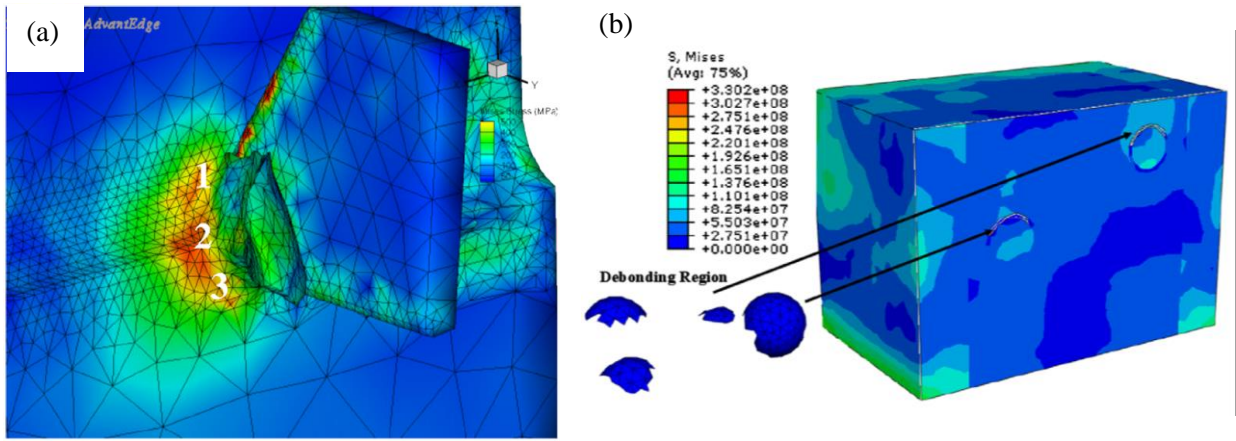 (a)
AdvantEdge
Y
Stress (MPa)
1
2
3
(b)
S, Mises
(Avg: 75%)
+3.302e+08
+3.027e+08
+2.751e+08
+2.476e+08
+2.201e+08
+1.926e+08
+1.651e+08
+1.376e+08
+1.101e+08
+8.254e+07
+5.503e+07
+2.751e+07
+0.000e+00
Debonding Region